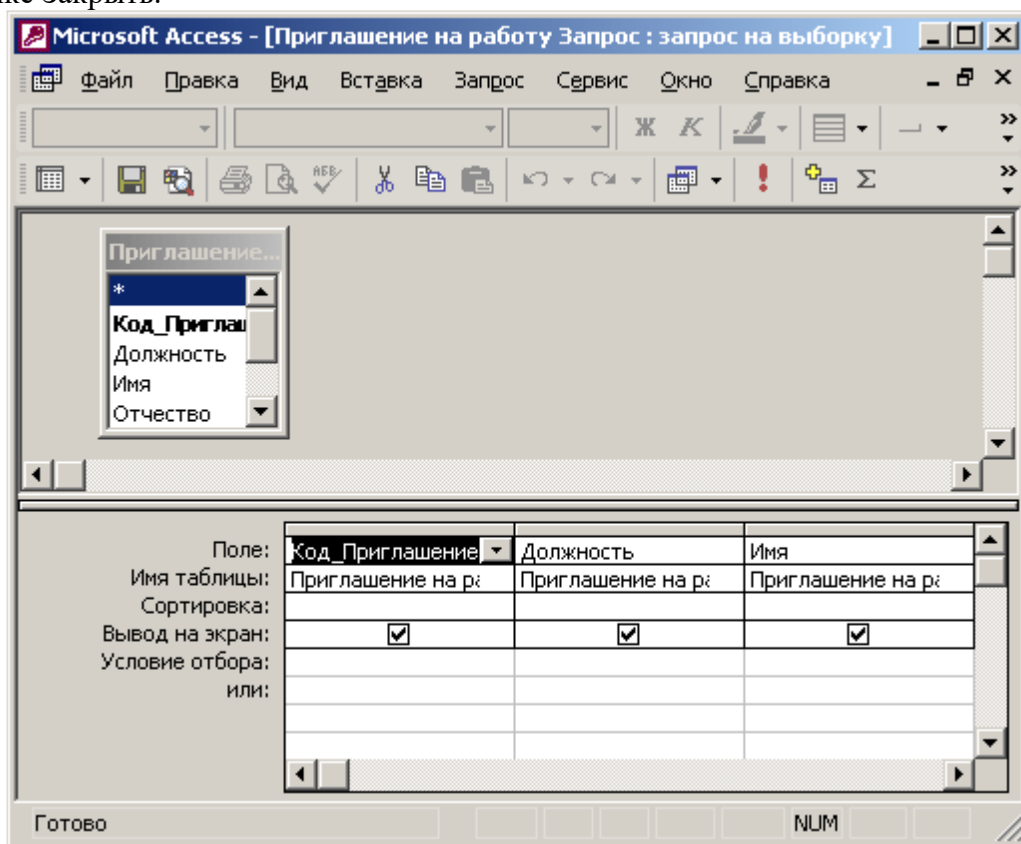 Закрыть.
Microsoft Access - [Приглашение на работу Запрос : запрос на выборку]
Файл Правка Вид Вставка Запрос Сервис Окно Справка
Ж К
Приглашение...
*
Код_Приглаш
Должность
Имя
Отчество
Поле: Код_Приглашение Должность Имя
Имя таблицы: Приглашение на ра Приглашение на ра Приглашение на ра
Сортировка:
Вывод на экран:
Условие отбора:
или:
Готово NUM